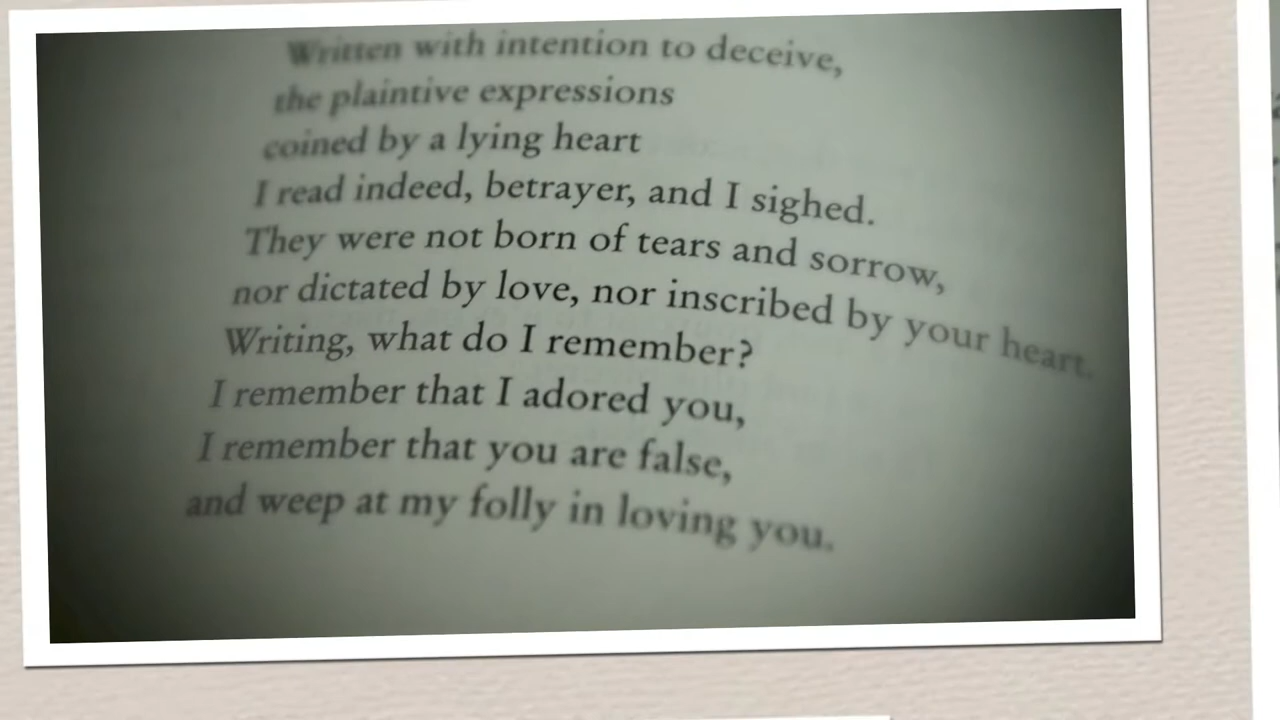 Written with intention to deceive,
the plaintive expressions
coined by a lying heart
I read indeed, betrayer, and I sighed.
They were not born of tears and sorrow,
nor dictated by love, nor inscribed by your heart.
Writing, what do I remember?
I remember that I adored you,
I remember that you are false,
and weep at my folly in loving you.